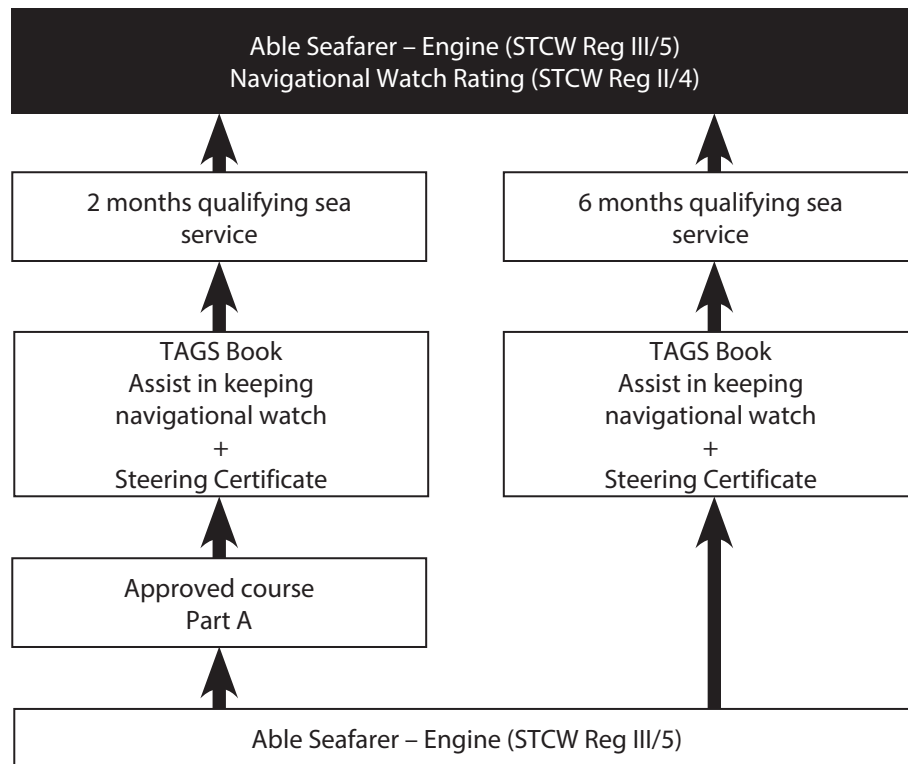 Able Seafarer – Engine (STCW Reg III/5)
Navigational Watch Rating (STCW Reg II/4)
2 months qualifying sea
service
6 months qualifying sea
service
TAGS Book
Assist in keeping
navigational watch
+
Steering Certificate
TAGS Book
Assist in keeping
navigational watch
+
Steering Certificate
Approved course
Part A
Able Seafarer – Engine (STCW Reg III/5)